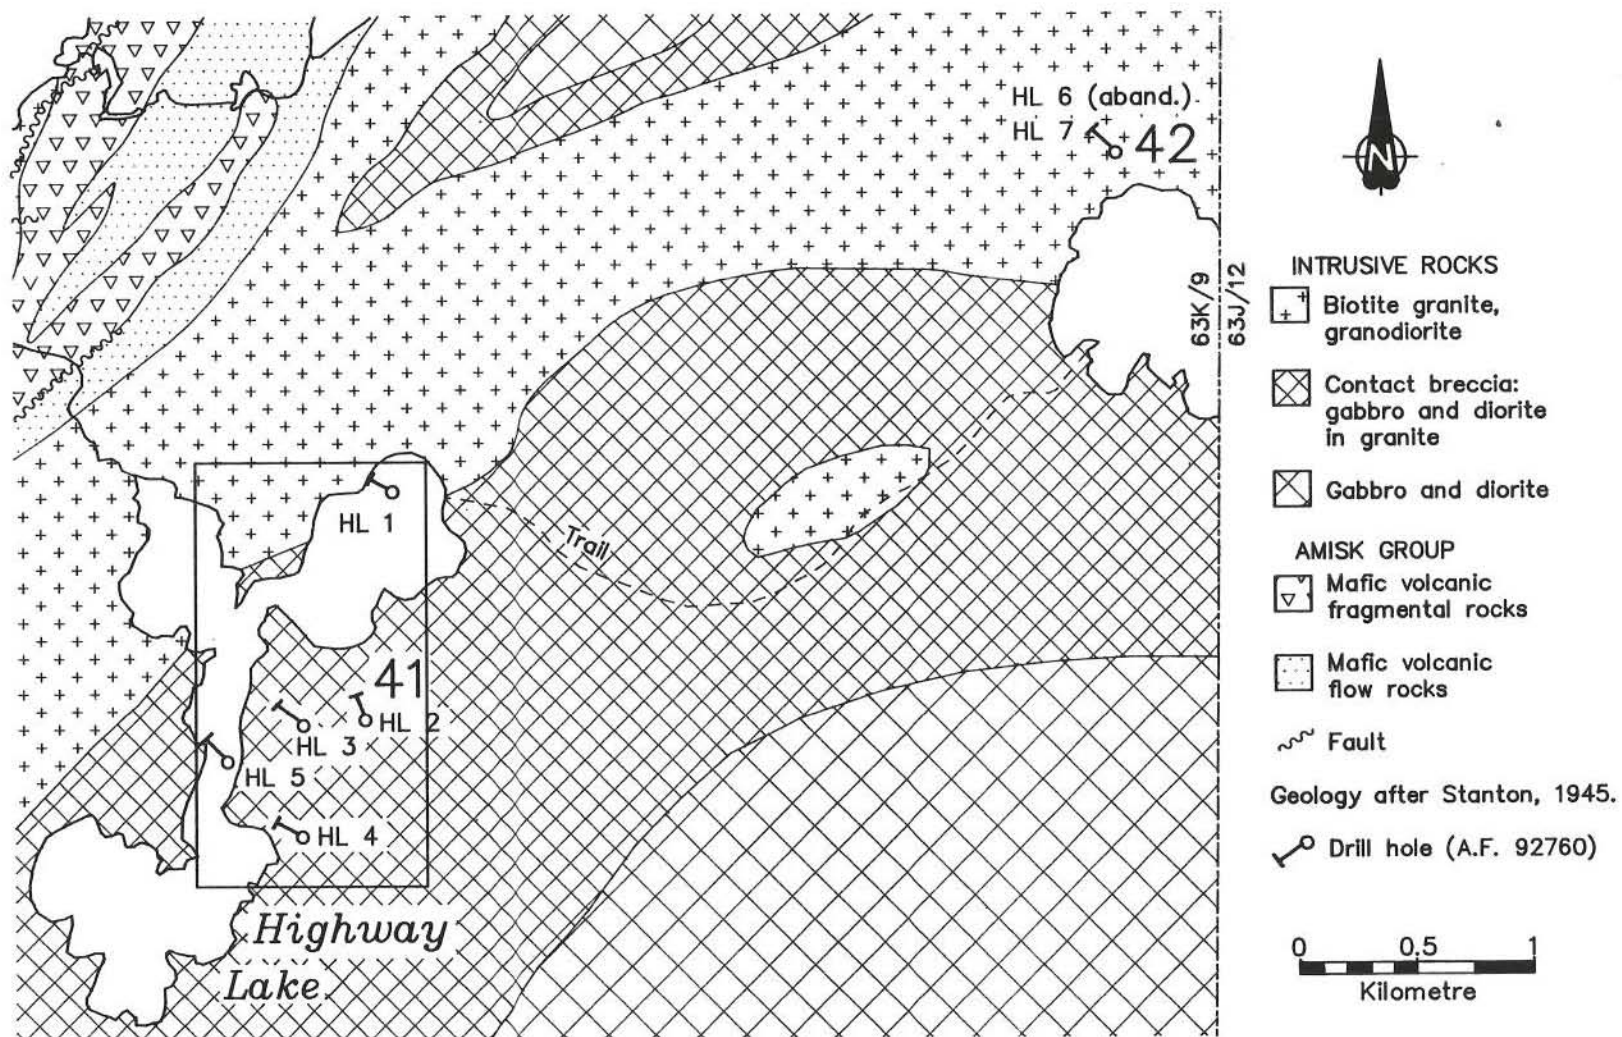 HL 6 (aband.)
HL 7
42
N
63K/9
63J/12
INTRUSIVE ROCKS
Biotite granite,
granodiorite
Contact breccia:
gabbro and diorite
in granite
Gabbro and diorite
AMISK GROUP
Mafic volcanic
fragmental rocks
Mafic volcanic
flow rocks
Fault
Geology after Stanton, 1945.
Drill hole (A.F. 92760)
0 0.5 1
Kilometre
HL 1
Trail
41
HL 2
HL 3
HL 5
HL 4
Highway
Lake